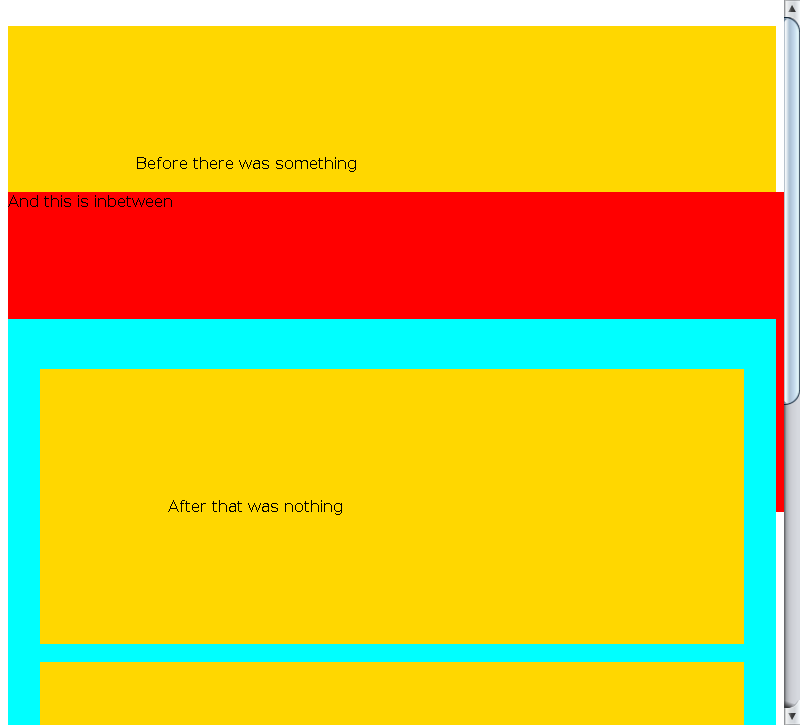 Before there was something
And this is inbetween
After that was nothing